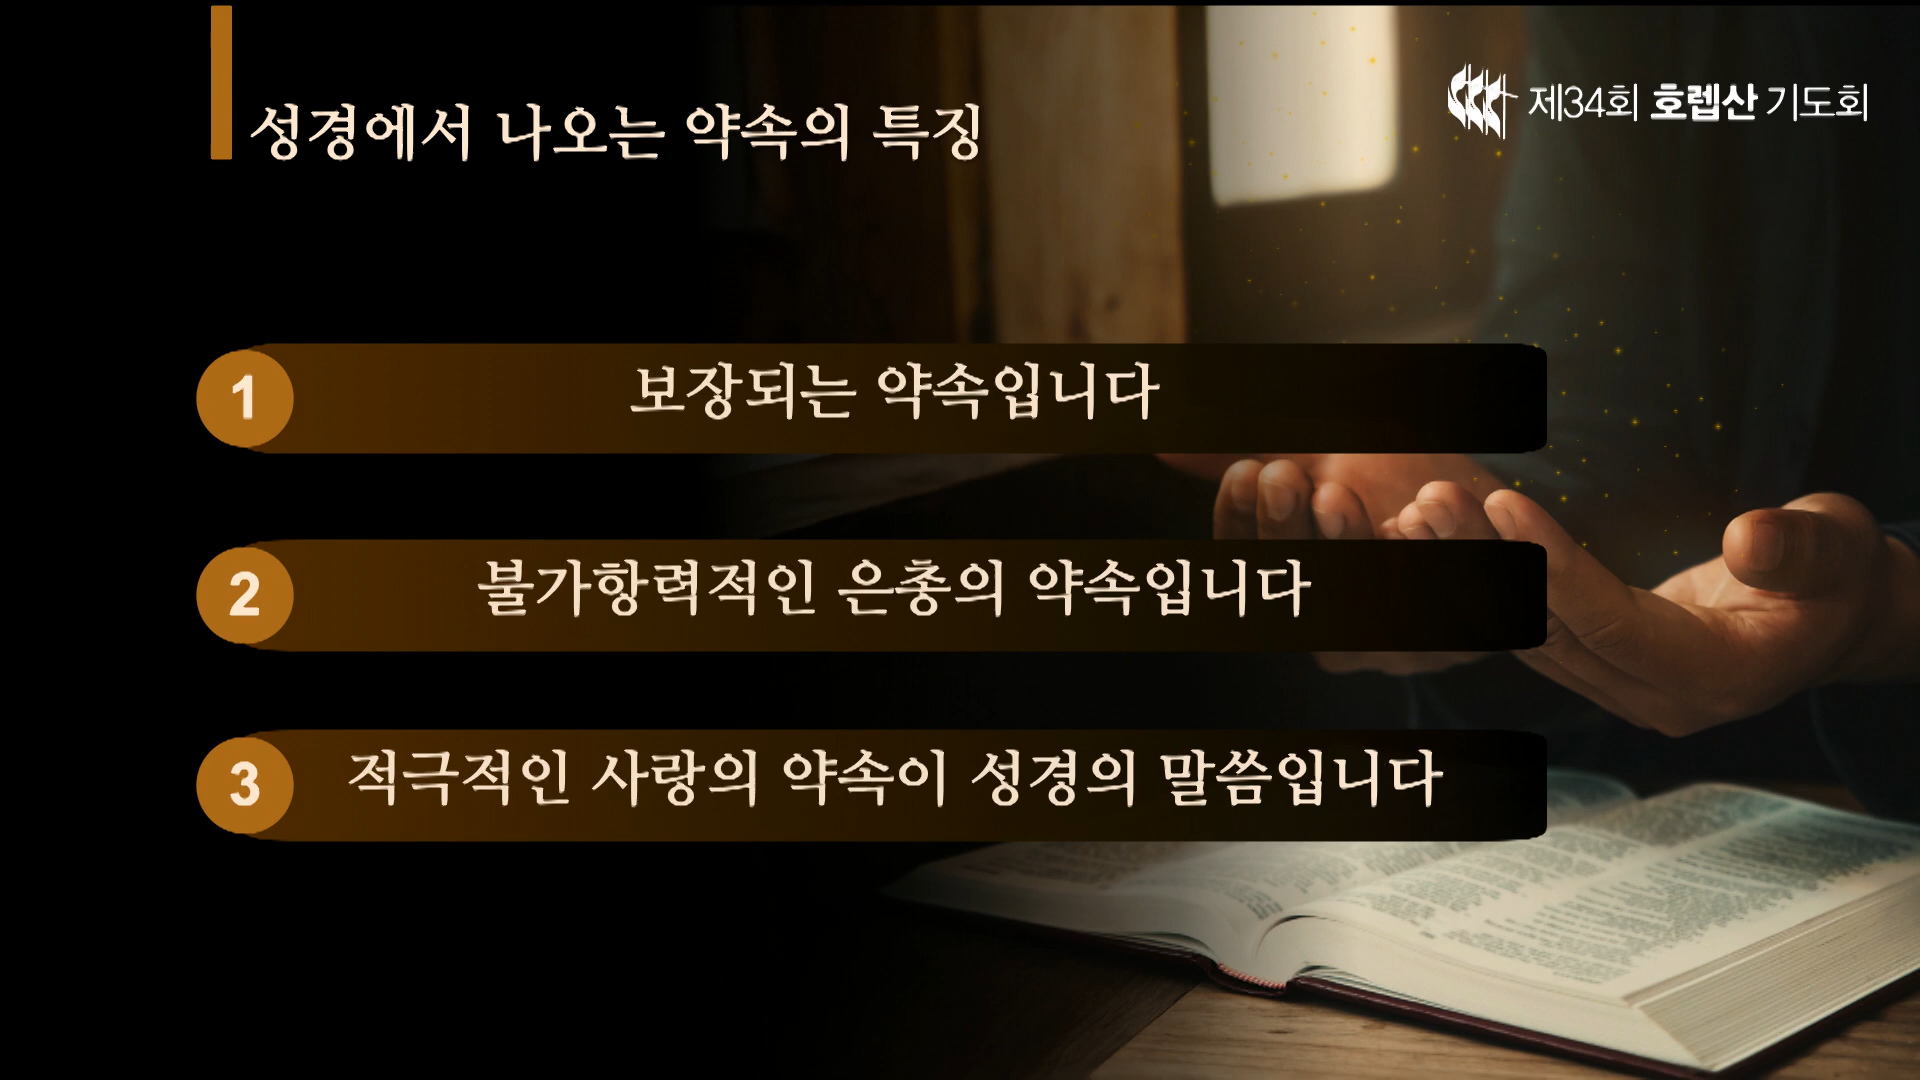 성경에서 나오는 약속의 특징
제34회 호렙산 기도회
1 보장되는 약속입니다
2 불가항력적인 은총의 약속입니다
3 적극적인 사랑의 약속이 성경의 말씀입니다